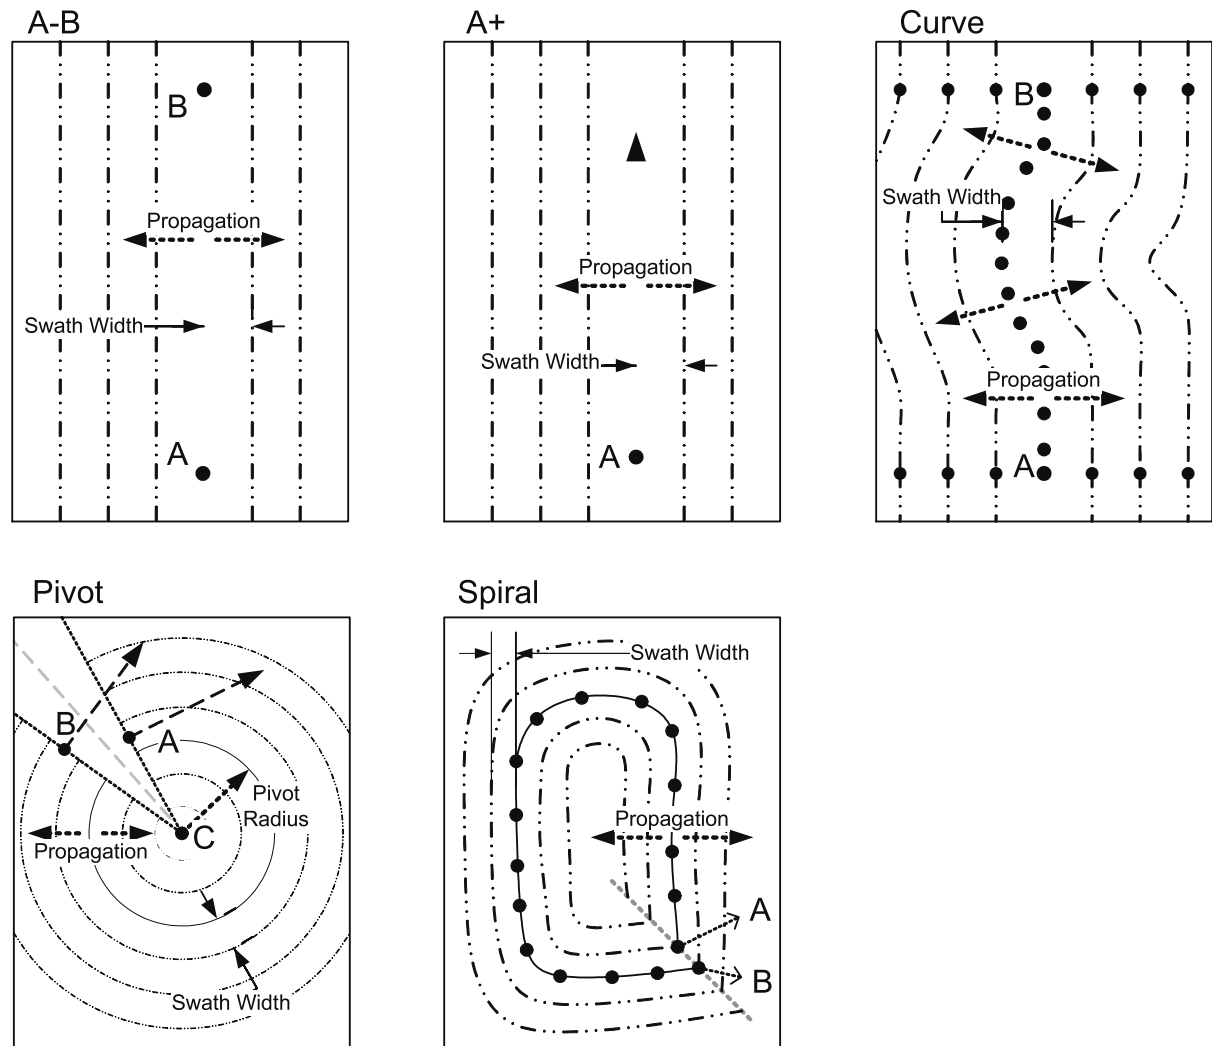 A-B
A+
Curve
B
Propagation
Swath Width
A
Propagation
Swath Width
A
B
Swath Width
Propagation
A
Pivot
Spiral
B
A
Pivot
Radius
C
Propagation
Swath Width
Swath Width
Propagation
A
B